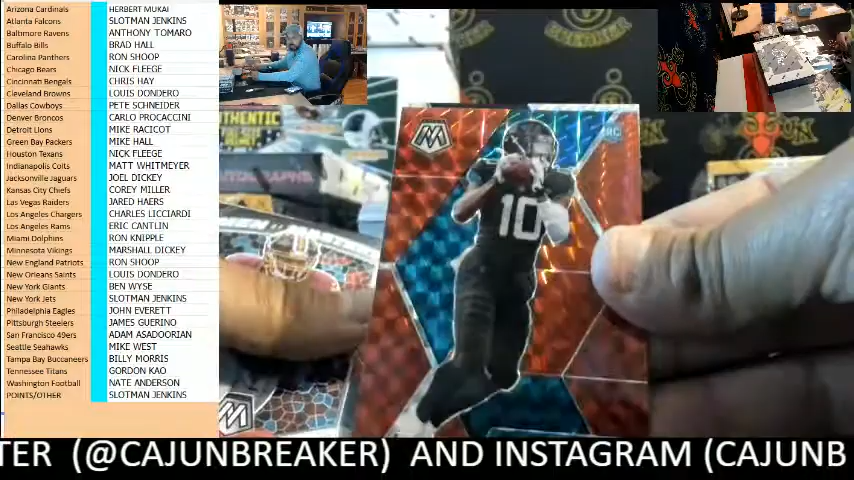 Arizona Cardinals HERBERT MUKAI
Atlanta Falcons SLOTMAN JENKINS
Baltmore Ravens ANTHONY TOMARO
Buffalo Bills BRAD HALL
Carolina Panthers RON SHOOP
Chicago Bears NICK FLEEGE
Cincinnati Bengals CHRIS HAY
Cleveland Browns LOUIS DONDERO
Dallas Cowboys PETE SCHNEIDER
Denver Broncos CARLO PROCACCINI
Detroit Lions MIKE RACICOT
Green Bay Packers MIKE HALL
Houston Texans NICK FLEEGE
Indianapolis Colts MATT WHITMEYER
Jacksonville Jaguars JOEL DICKEY
Kansas City Chiefs COREY MILLER
Las Vegas Raiders JARED HAERS
Los Angeles Chargers CHARLES LICCIARDI
Los Angeles Rams ERIC CANTLIN
Miami Dolphins RON KNIPPLE
Minnesota Vikings MARSHALL DICKEY
New England Patriots RON SHOOP
New Orleans Saints LOUIS DONDERO
New York Giants BEN WYSE
New York Jets SLOTMAN JENKINS
Philadelphia Eagles JOHN EVERETT
Pittsburgh Steelers JAMES GUERINO
San Francisco 49ers ADAM ASADOORIAN
Seattle Seahawks MIKE WEST
Tampa Bay Buccaneers BILLY MORRIS
Tennessee Titans GORDON KAO
Washington Football NATE ANDERSON
POINTS/OTHER SLOTMAN JENKINS
AUTHENTIC
RC
10
TER (@CAJUNBREAKER) AND INSTAGRAM (CAJUNB